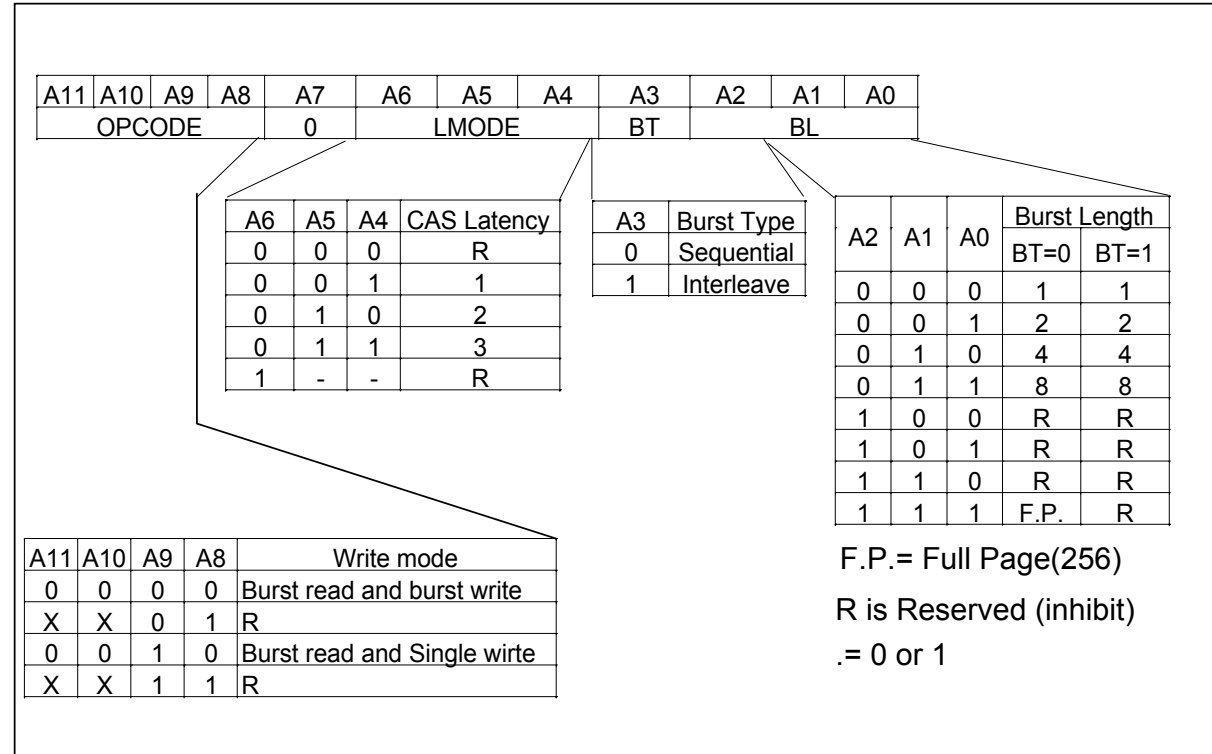 A11 A10 A9 A8 A7 A6 A5 A4 A3 A2 A1 A0
OPCODE 0 LMODE BT BL
A6 A5 A4 CAS Latency
0 0 0 R
0 0 1 1
0 1 0 2
0 1 1 3
1 - - R
A3 Burst Type
0 Sequential
1 Interleave
A2 A1 A0 Burst Length
BT=0 BT=1
0 0 0 1 1
0 0 1 2 2
0 1 0 4 4
0 1 1 8 8
1 0 0 R R
1 0 1 R R
1 1 0 R R
1 1 1 F.P. R
A11 A10 A9 A8 Write mode
0 0 0 0 Burst read and burst write
X X 0 1 R
0 0 1 0 Burst read and Single wirte
X X 1 1 R
F.P.= Full Page(256)
R is Reserved (inhibit)
.= 0 or 1